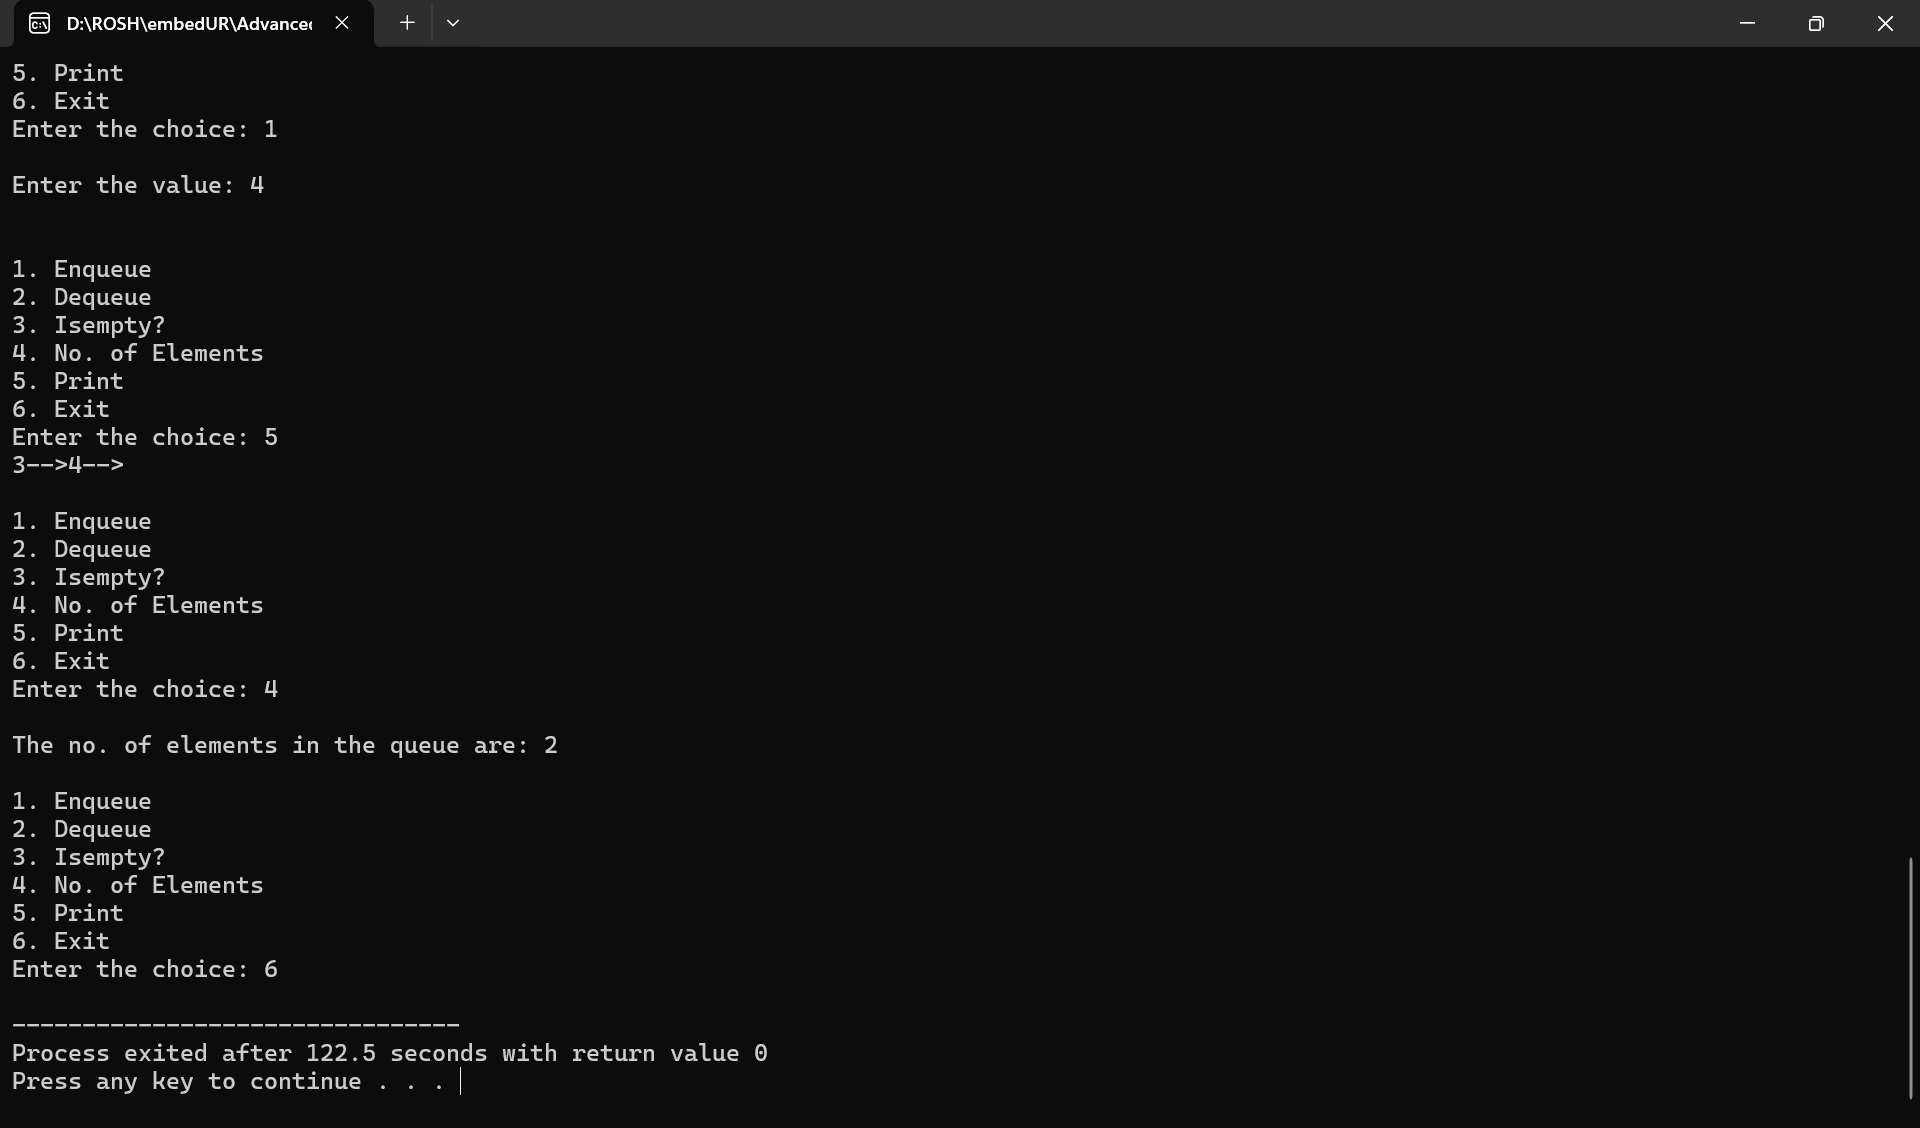 D:\ROSH\embedUR\Advanced
5. Print
6. Exit
Enter the choice: 1
Enter the value: 4
1. Enqueue
2. Dequeue
3. Isempty?
4. No. of Elements
5. Print
6. Exit
Enter the choice: 5
3-->4-->
1. Enqueue
2. Dequeue
3. Isempty?
4. No. of Elements
5. Print
6. Exit
Enter the choice: 4
The no. of elements in the queue are: 2
1. Enqueue
2. Dequeue
3. Isempty?
4. No. of Elements
5. Print
6. Exit
Enter the choice: 6
--------------------------------
Process exited after 122.5 seconds with return value 0
Press any key to continue . . .